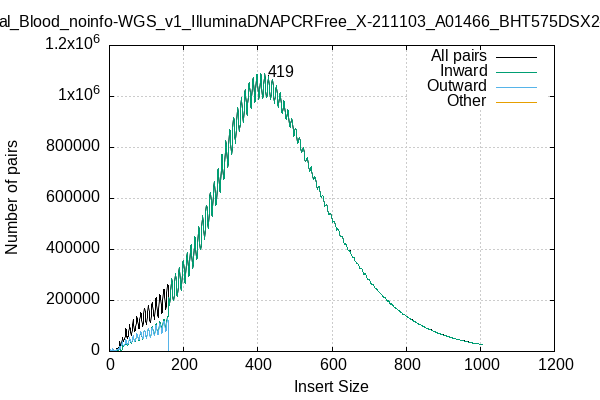 al_Blood_noinfo-WGS_v1_IlluminaDNAPCRFree_X-211103_A01466_BHT575DSX2
1.2x10^6
1x10^6
800000
600000
400000
200000
0
Number of pairs
419
All pairs
Inward
Outward
Other
0 200 400 600 800 1000 1200
Insert Size